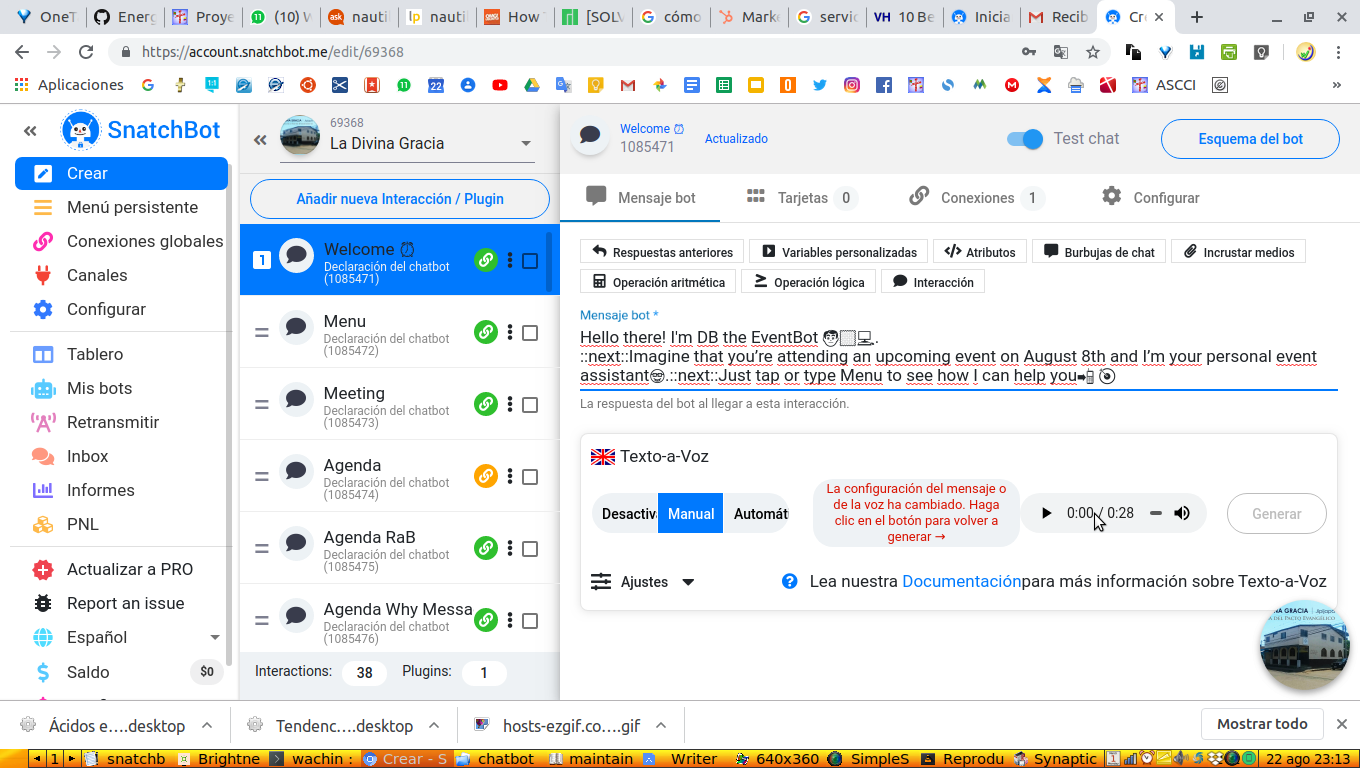 OneT
Energ
Proye
(10) W
nautil
nautil
How T
[SOLV
cómo
Marke
servic
10 Be
Inicia
Recib
Cre
https://account.snatchbot.me/edit/69368
Aplicaciones
ASCCI
SnatchBot
Crear
Menú persistente
Conexiones globales
Canales
Configurar
Tablero
Mis bots
Retransmitir
Inbox
Informes
PNL
Actualizar a PRO
Report an issue
Español
Saldo
$0
69368
La Divina Gracia
Añadir nueva Interacción / Plugin
1
Welcome ⏰
Declaración del chatbot
(1085471)
Menu
Declaración del chatbot
(1085472)
Meeting
Declaración del chatbot
(1085473)
Agenda
Declaración del chatbot
(1085474)
Agenda RaB
Declaración del chatbot
(1085475)
Agenda Why Messa
Declaración del chatbot
(1085476)
Interactions: 38 Plugins: 1
Welcome ⏰
1085471
Actualizado
Test chat
Esquema del bot
Mensaje bot
Tarjetas 0
Conexiones 1
Configurar
Respuestas anteriores
Variables personalizadas
Atributos
Burbujas de chat
Incrustar medios
Operación aritmética
Operación lógica
Interacción
Mensaje bot *
Hello there! I'm DB the EventBot .
::next::Imagine that you’re attending an upcoming event on August 8th and I’m your personal event
assistant🤓.::next::Just tap or type Menu to see how I can help you📲
La respuesta del bot al llegar a esta interacción.
Texto-a-Voz
Desactiv
Manual
Automát
La configuración del mensaje o
de la voz ha cambiado. Haga
clic en el botón para volver a
generar →
0:00 / 0:28
Generar
Ajustes
Lea nuestra Documentaciónpara más información sobre Texto-a-Voz
Ácidos e....desktop
Tendenc....desktop
hosts-ezgif.co....gif
Mostrar todo
1
snatchb
Brightne
wachin :
Crear - S
chatbot
maintain
Writer
640x360
SimpleS
Reprodu
Synaptic
22 ago 23:13